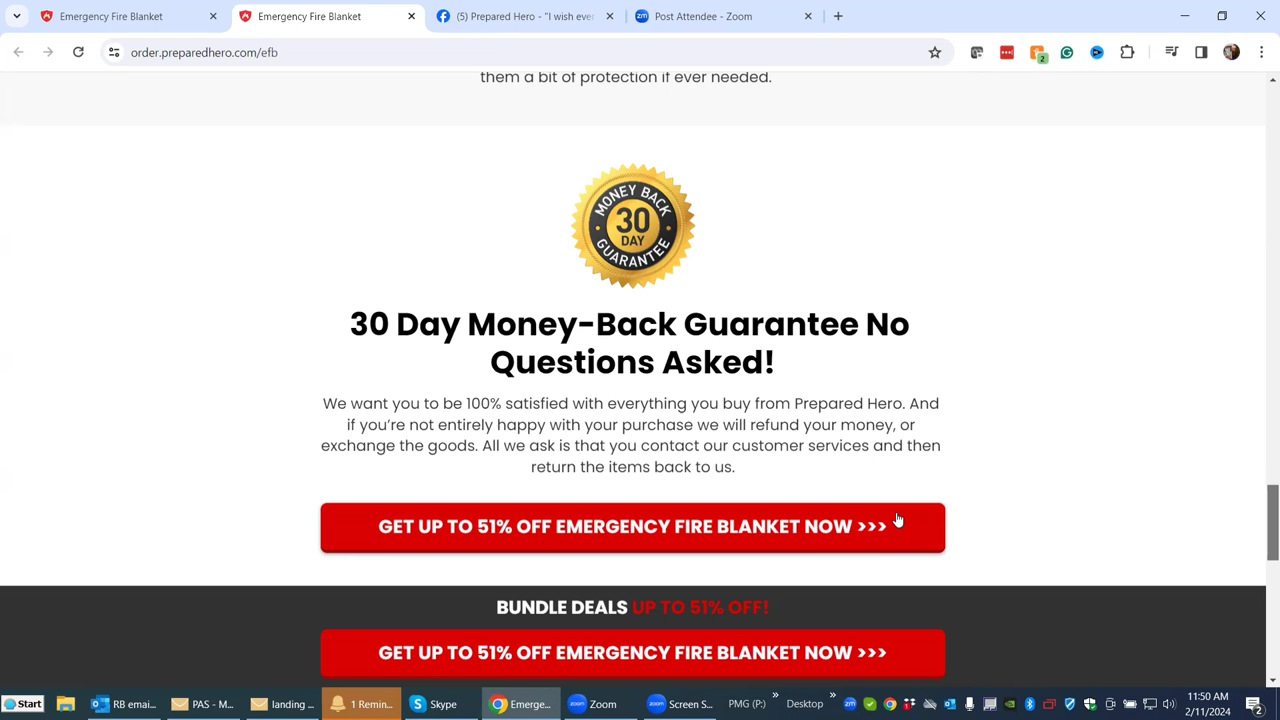 Emergency Fire Blanket
Emergency Fire Blanket
(5) Prepared Hero - "I wish ever
Post Attendee - Zoom
order.preparedhero.com/efb
2
them a bit of protection if ever needed.
MONEY BACK
30
DAY
GUARANTEE
30 Day Money-Back Guarantee No
Questions Asked!
We want you to be 100% satisfied with everything you buy from Prepared Hero. And
if you're not entirely happy with your purchase we will refund your money, or
exchange the goods. All we ask is that you contact our customer services and then
return the items back to us.
GET UP TO 51% OFF EMERGENCY FIRE BLANKET NOW >>>
BUNDLE DEALS UP TO 51% OFF!
GET UP TO 51% OFF EMERGENCY FIRE BLANKET NOW >>>
Start
RB emai...
PAS - M...
landing ...
1 Remin...
Skype
Emerge...
Zoom
Screen S...
PMG (P:)
Desktop
11:50 AM
2/11/2024
2